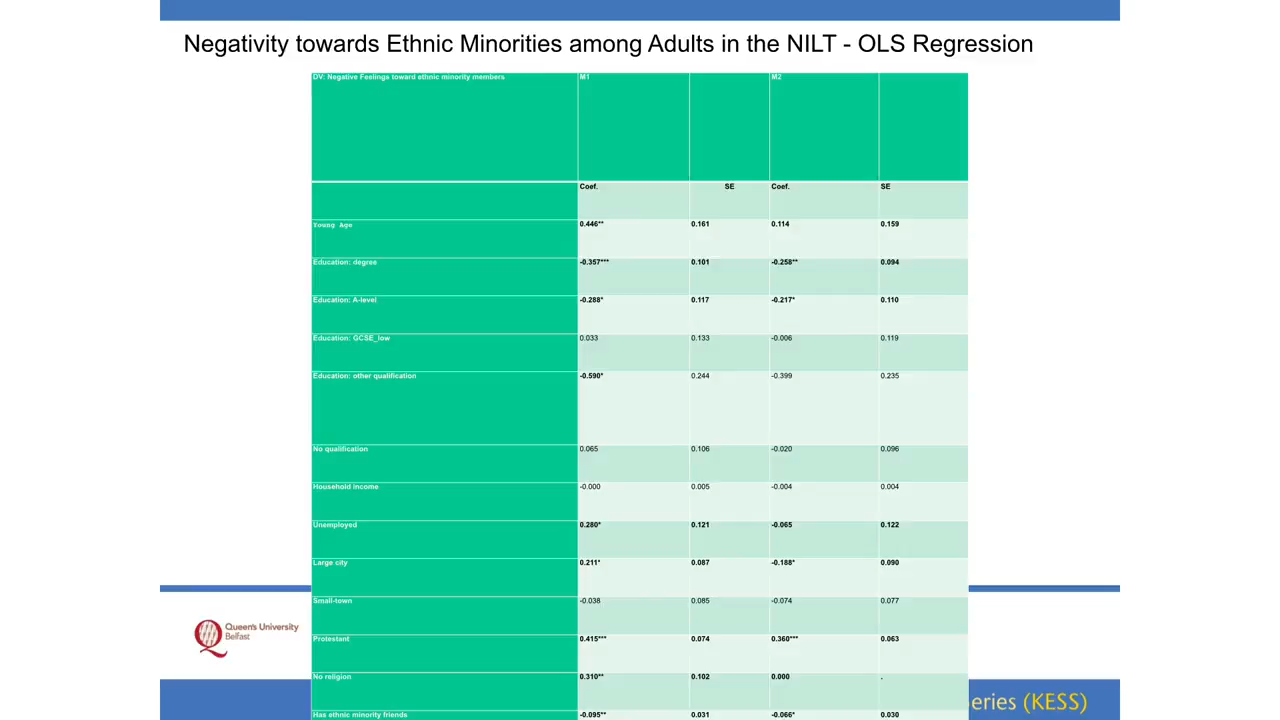 Negativity towards Ethnic Minorities among Adults in the NILT - OLS Regression
DV: Negative Feelings toward ethnic minority members M1 M2
Coef. SE Coef. SE
Young Age 0.446** 0.161 0.114 0.159
Education: degree -0.357*** 0.101 -0.258** 0.094
Education: A-level -0.288* 0.117 -0.217* 0.110
Education: GCSE_low 0.033 0.133 -0.006 0.119
Education: other qualification -0.590* 0.244 -0.399 0.235
No qualification 0.065 0.106 -0.020 0.096
Household income -0.000 0.005 -0.004 0.004
Unemployed 0.280* 0.121 -0.065 0.122
Large city 0.211* 0.087 -0.188* 0.090
Small-town -0.038 0.085 -0.074 0.077
Protestant 0.415*** 0.074 0.360*** 0.063
No religion 0.310** 0.102 0.000 .
Has ethnic minority friends -0.095** 0.031 -0.066* 0.030
Queen's University
Belfast
eries (KESS)